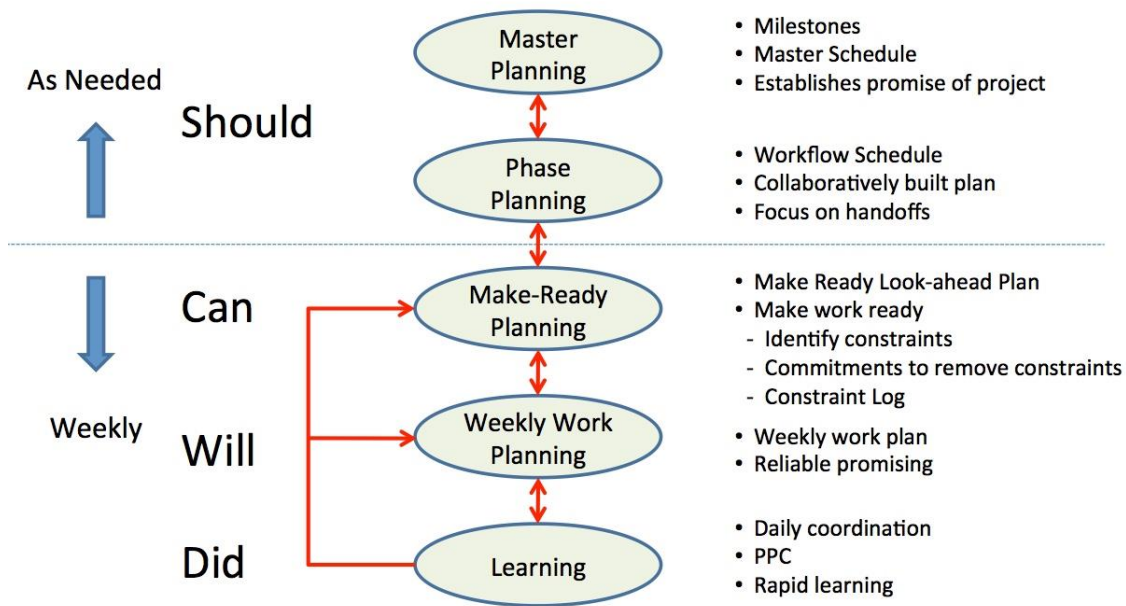 As Needed
Should
Master
Planning
• Milestones
• Master Schedule
• Establishes promise of project
Phase
Planning
• Workflow Schedule
• Collaboratively built plan
• Focus on handoffs
Can
Make-Ready
Planning
• Make Ready Look-ahead Plan
• Make work ready
- Identify constraints
- Commitments to remove constraints
- Constraint Log
Weekly
Will
Weekly Work
Planning
• Weekly work plan
• Reliable promising
Did
Learning
• Daily coordination
• PPC
• Rapid learning